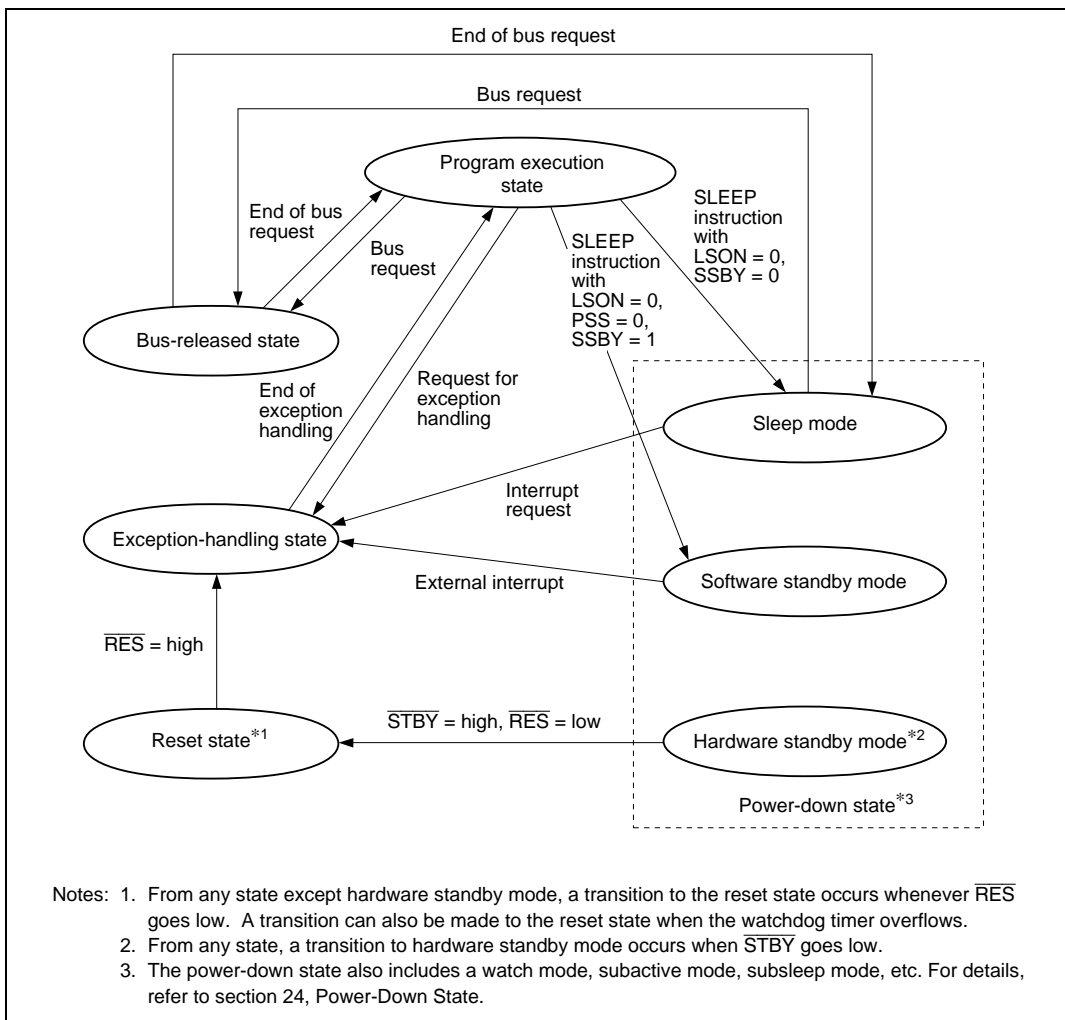 End of bus request
Bus request
Program execution
state
End of bus
request
Bus
request
SLEEP
instruction
with
LSON = 0,
PSS = 0,
SSBY = 1
SLEEP
instruction
with
LSON = 0,
SSBY = 0
Bus-released state
End of
exception
handling
Request for
exception
handling
Sleep mode
Interrupt
request
Exception-handling state
External interrupt
Software standby mode
R̅E̅S̅ = high
S̅T̅B̅Y̅ = high, R̅E̅S̅ = low
Reset state*1
Hardware standby mode*2
Power-down state*3
Notes: 1. From any state except hardware standby mode, a transition to the reset state occurs whenever R̅E̅S̅
goes low. A transition can also be made to the reset state when the watchdog timer overflows.
2. From any state, a transition to hardware standby mode occurs when S̅T̅B̅Y̅ goes low.
3. The power-down state also includes a watch mode, subactive mode, subsleep mode, etc. For details,
refer to section 24, Power-Down State.